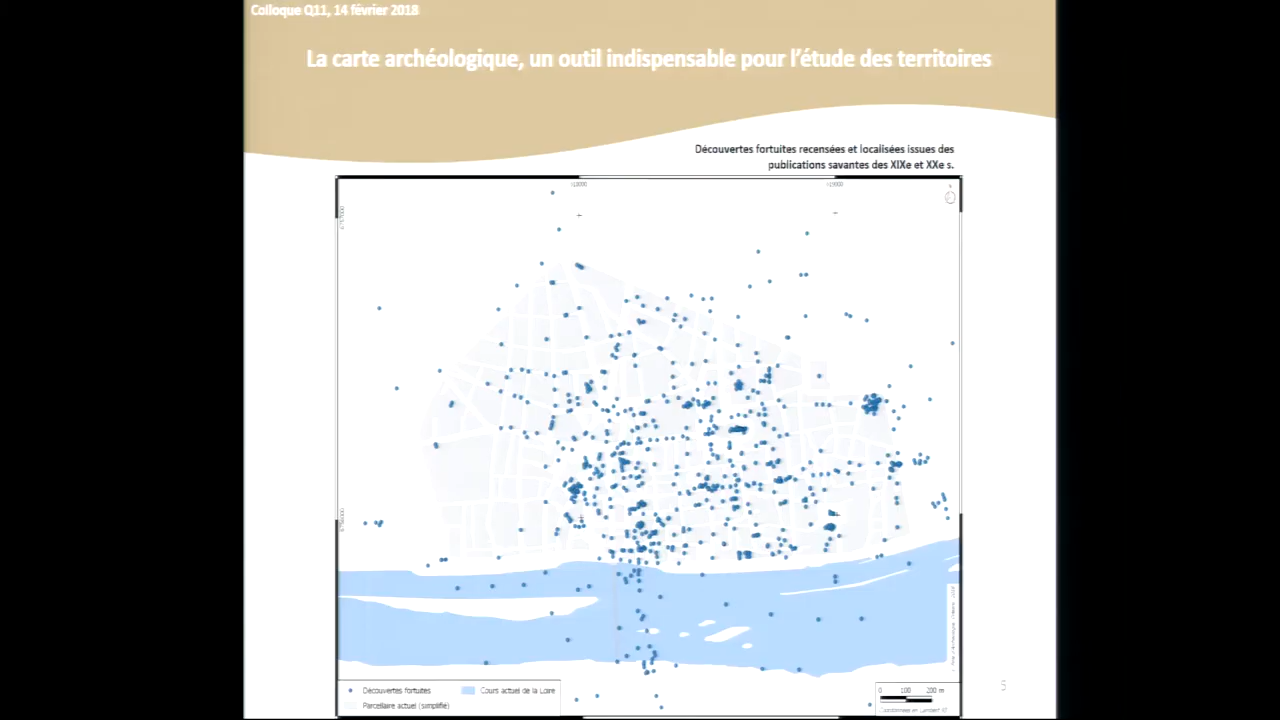 Colloque Q11, 14 février 2018
La carte archéologique, un outil indispensable pour l'étude des territoires
Découvertes fortuites recensées et localisées issues des
publications savantes des XIXe et XXe s.
Découvertes fortuites
Cours actuel de la Loire
Parcellaire actuel (simplifié)
0 100 200 m
5